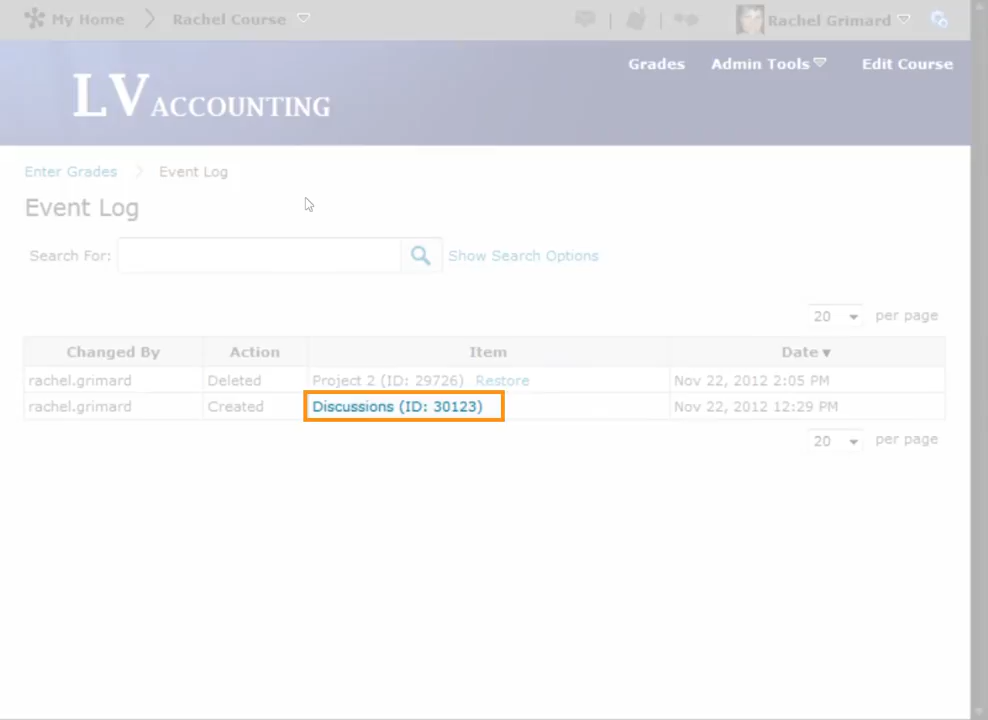 My Home Rachel Course Rachel Grimard
Grades Admin Tools Edit Course
LV ACCOUNTING
Enter Grades Event Log
Event Log
Search For: Show Search Options
20 per page
Changed By Action Item Date
rachel.grimard Deleted Project 2 (ID: 29726) Restore Nov 22, 2012 2:05 PM
rachel.grimard Created Discussions (ID: 30123) Nov 22, 2012 12:29 PM
20 per page